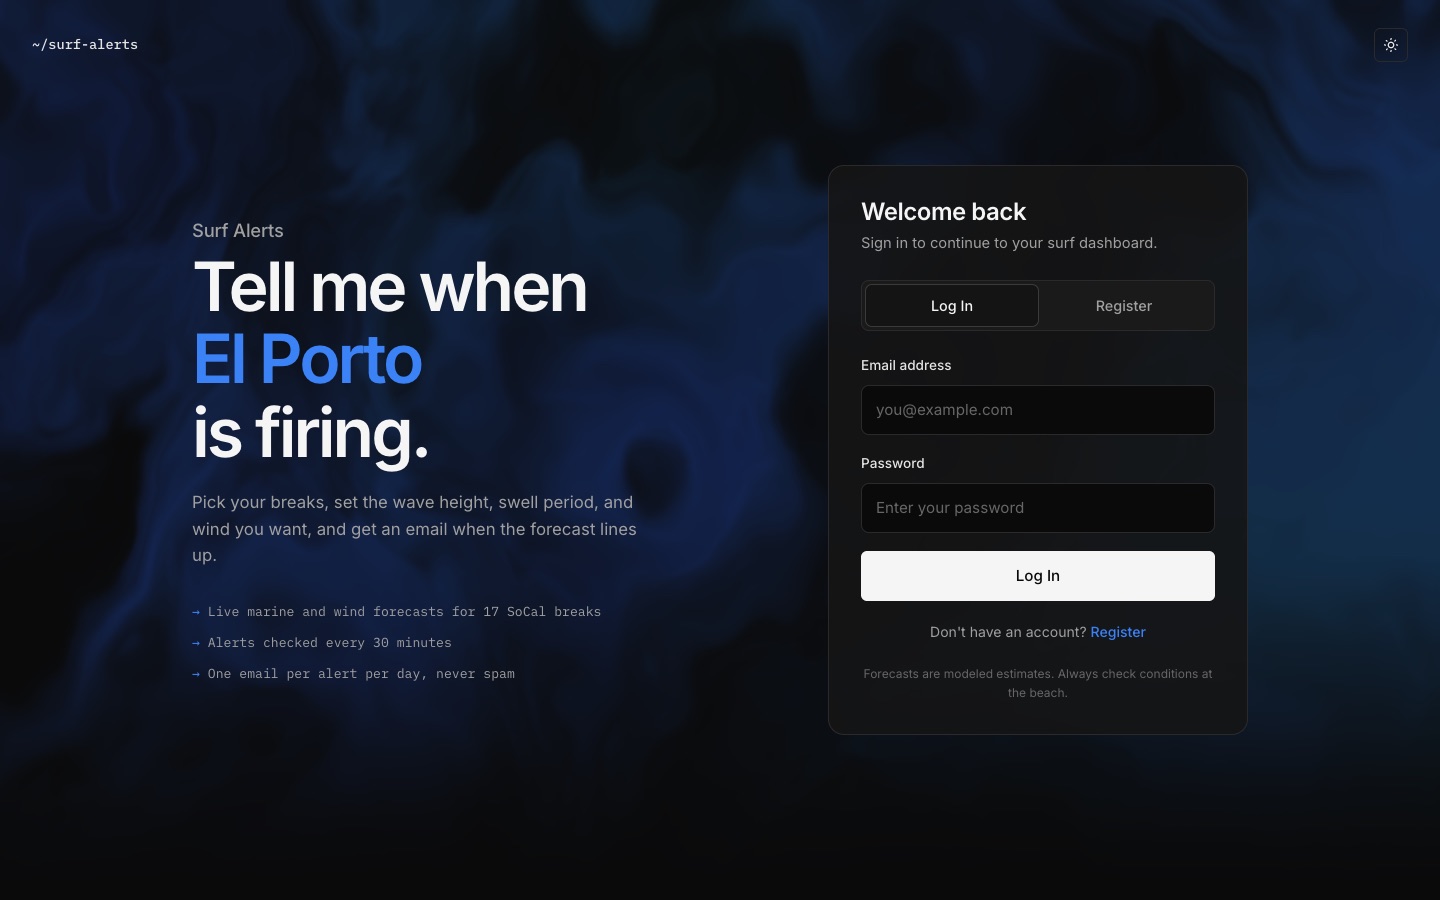 ~/surf-alerts
Surf Alerts
Tell me when
El Porto
is firing.
Pick your breaks, set the wave height, swell period, and
wind you want, and get an email when the forecast lines
up.
→ Live marine and wind forecasts for 17 SoCal breaks
→ Alerts checked every 30 minutes
→ One email per alert per day, never spam
Welcome back
Sign in to continue to your surf dashboard.
Log In
Register
Email address
you@example.com
Password
Enter your password
Log In
Don't have an account? Register
Forecasts are modeled estimates. Always check conditions at
the beach.